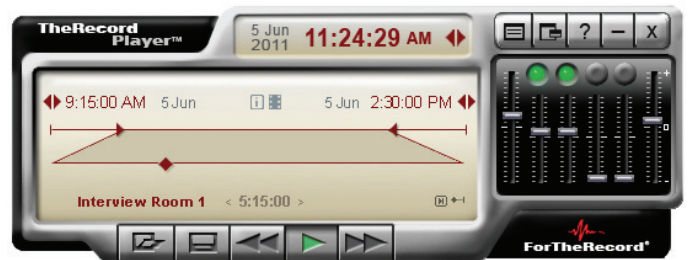 TheRecord
Player™
5 Jun
2011
11:24:29 AM
? – X
9:15:00 AM 5 Jun
i
5 Jun 2:30:00 PM
Interview Room 1 < 5:15:00 >
+
-
ForTheRecord®